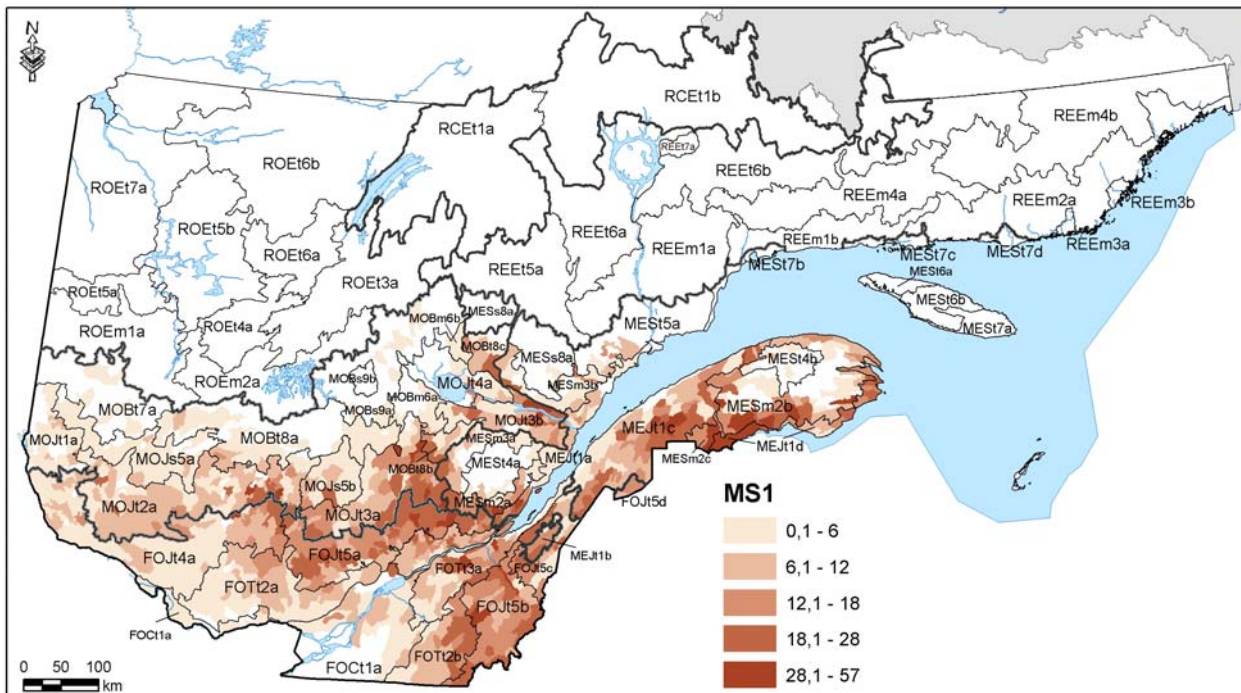 N
RCEt1b
REEm4b
RCEt1a
REEt7a
ROEt6b
REEt6b
ROEt7a
REEm4a
REEm2a
REEm3b
ROEt5b
REEt6a
REEm1a
REEm1b
REEm3a
ROEt6a
MESt7b
MESt7c
MESt7d
MESt6a
REEt5a
ROEt3a
ROEt5a
MESt6b
MESt7a
MOBm6b
MESs8a
MESt5a
ROEm1a
ROEt4a
MOBt8c
MESs8a
MESt4b
ROEm2a
MOBs9b
MOJt4a
MESm3b
MOBm6a
MOBt7a
MOBs9a
MESm2b
MOJt3b
MEJt1c
MOJt1a
MOBt8a
MESm3a
MEJt1d
MOJs5a
MEJt1a
MESm2c
MOBt8b
MESt4a
MOJs5b
FOJt5d
MESm2a
MOJt2a
MOJt3a
FOJt4a
FOJt5a
MEJt1b
FOTt3a
FOJt5c
FOTt2a
FOJt5b
FOCt1a
FOTt2b
FOCt1a
MS1
0,1 - 6
6,1 - 12
12,1 - 18
18,1 - 28
28,1 - 57
0 50 100
km